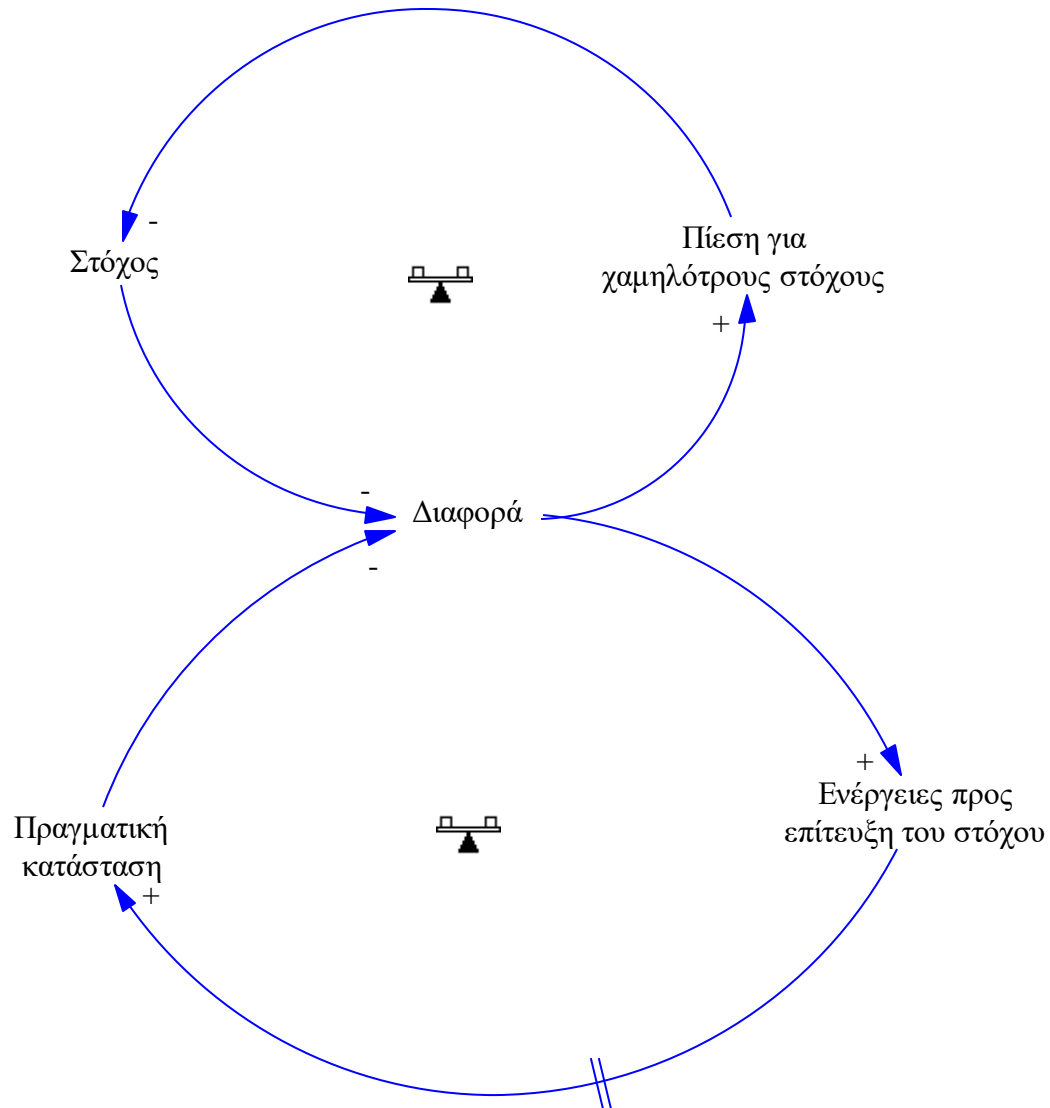 -
Στόχος
Πίεση για
χαμηλότρους στόχους
+
-
Διαφορά
-
+
Ενέργειες προς
επίτευξη του στόχου
Πραγματική
κατάσταση
+